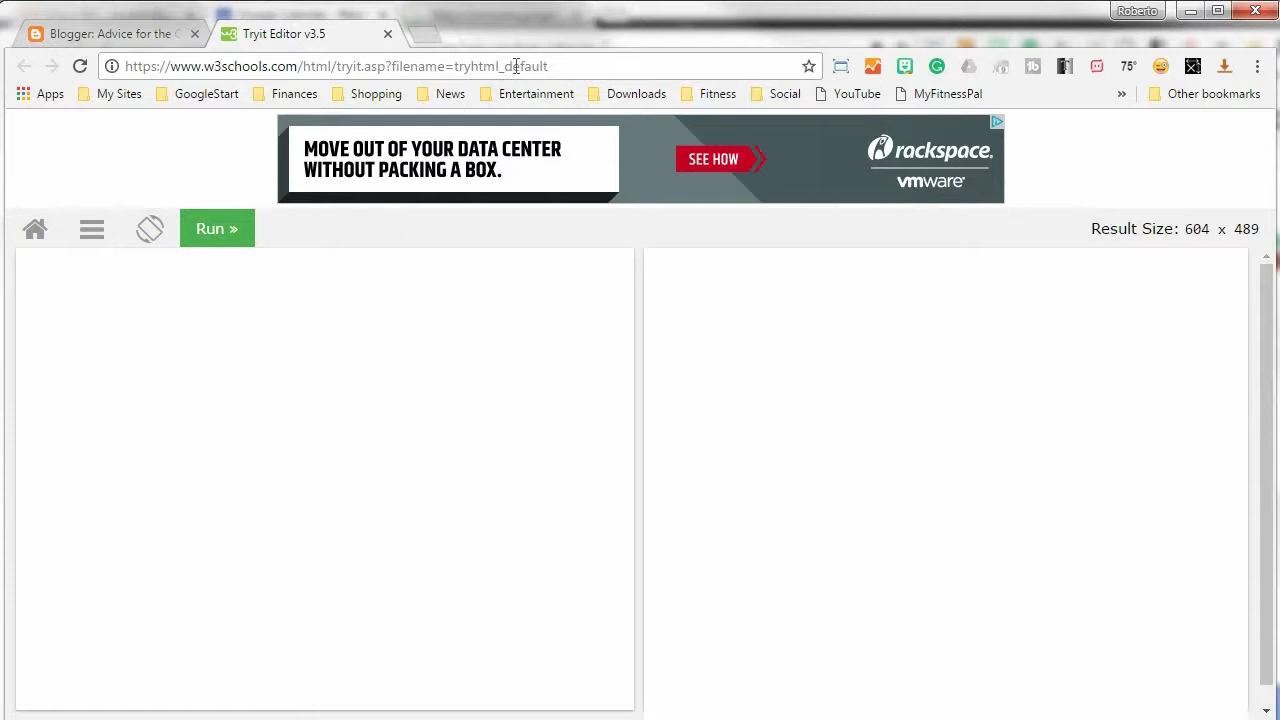 Roberto
Blogger: Advice for the
Tryit Editor v3.5
https://www.w3schools.com/html/tryit.asp?filename=tryhtml_default
75°
Apps My Sites GoogleStart Finances Shopping News Entertainment Downloads Fitness Social YouTube MyFitnessPal » Other bookmarks
MOVE OUT OF YOUR DATA CENTER
WITHOUT PACKING A BOX.
SEE HOW
rackspace.
vmware
Run »
Result Size: 604 x 489